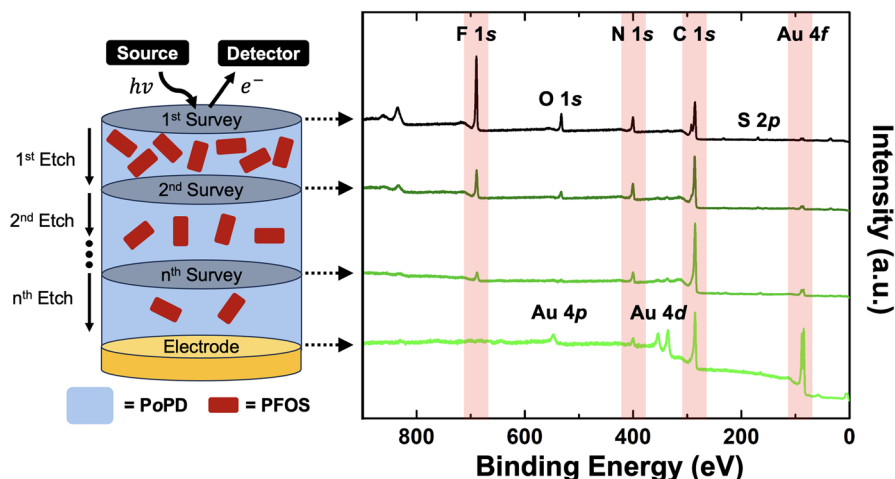 Source
Detector
hν
e⁻
1st Survey
1st Etch
2nd Survey
2nd Etch
nth Survey
nth Etch
Electrode
= PoPD
= PFOS
F 1s
N 1s
C 1s
Au 4f
O 1s
S 2p
Au 4p
Au 4d
Intensity (a.u.)
800
600
400
200
0
Binding Energy (eV)